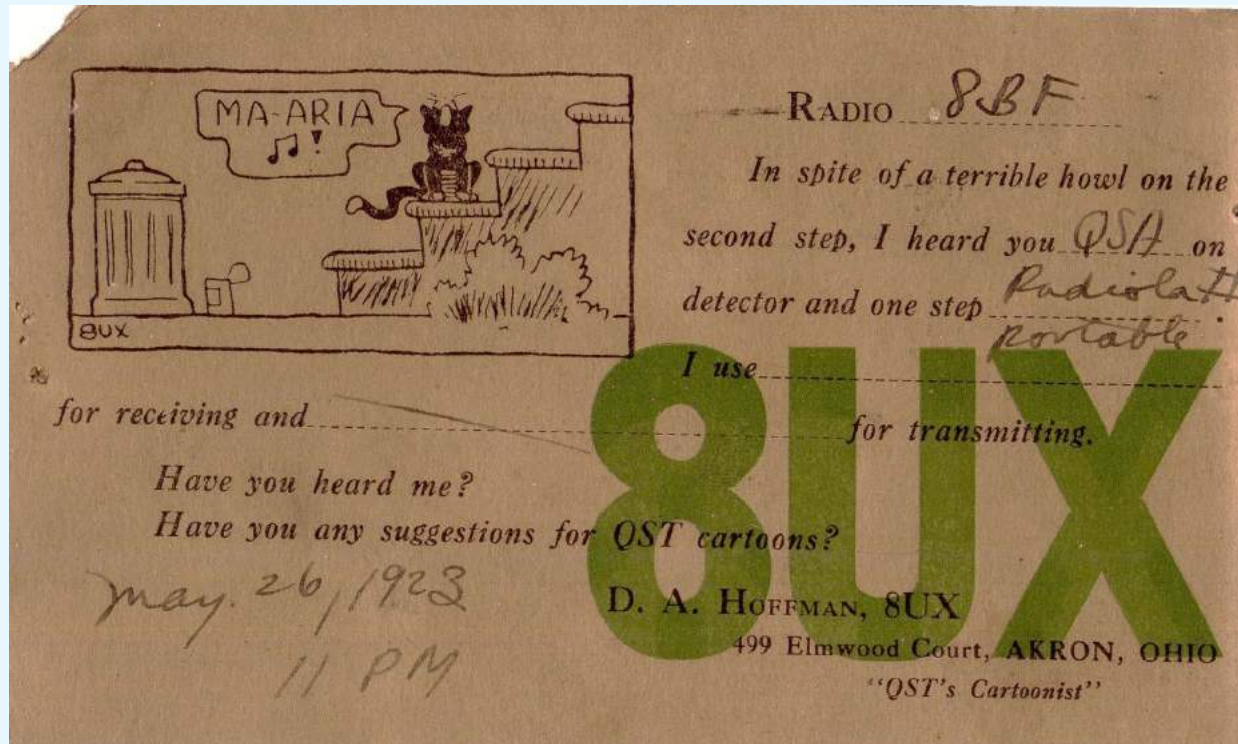 MA-ARIA
!
8UX
RADIO 8BF
In spite of a terrible howl on the
second step, I heard you QSA on
detector and one step Radiola II.
portable
I use
for receiving and for transmitting.
Have you heard me?
Have you any suggestions for QST cartoons?
8UX
may. 26, 1923
11 PM
D. A. HOFFMAN, 8UX
499 Elmwood Court, AKRON, OHIO
"QST's Cartoonist"